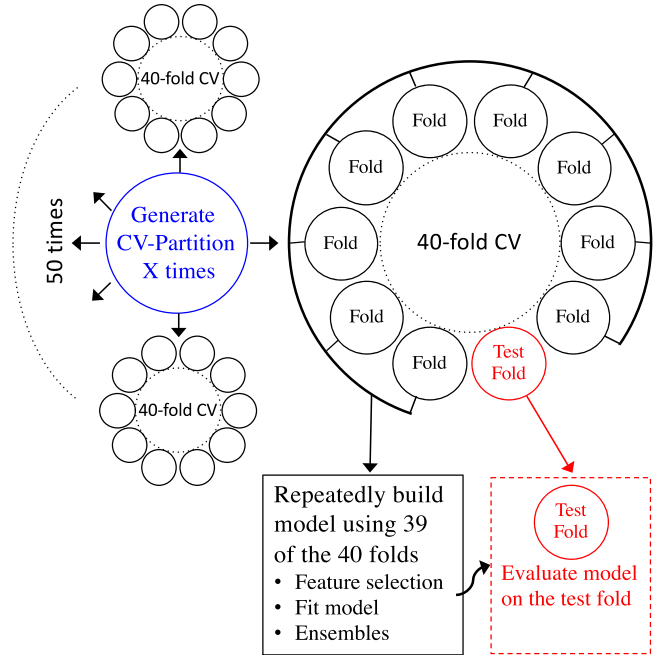 40-fold CV
50 times
Generate
CV-Partition
X times
40-fold CV
Fold
Fold
Fold
Fold
Fold
Fold
40-fold CV
Fold
Fold
Fold
Fold
Test
Fold
Repeatedly build
model using 39
of the 40 folds
• Feature selection
• Fit model
• Ensembles
Test
Fold
Evaluate model
on the test fold